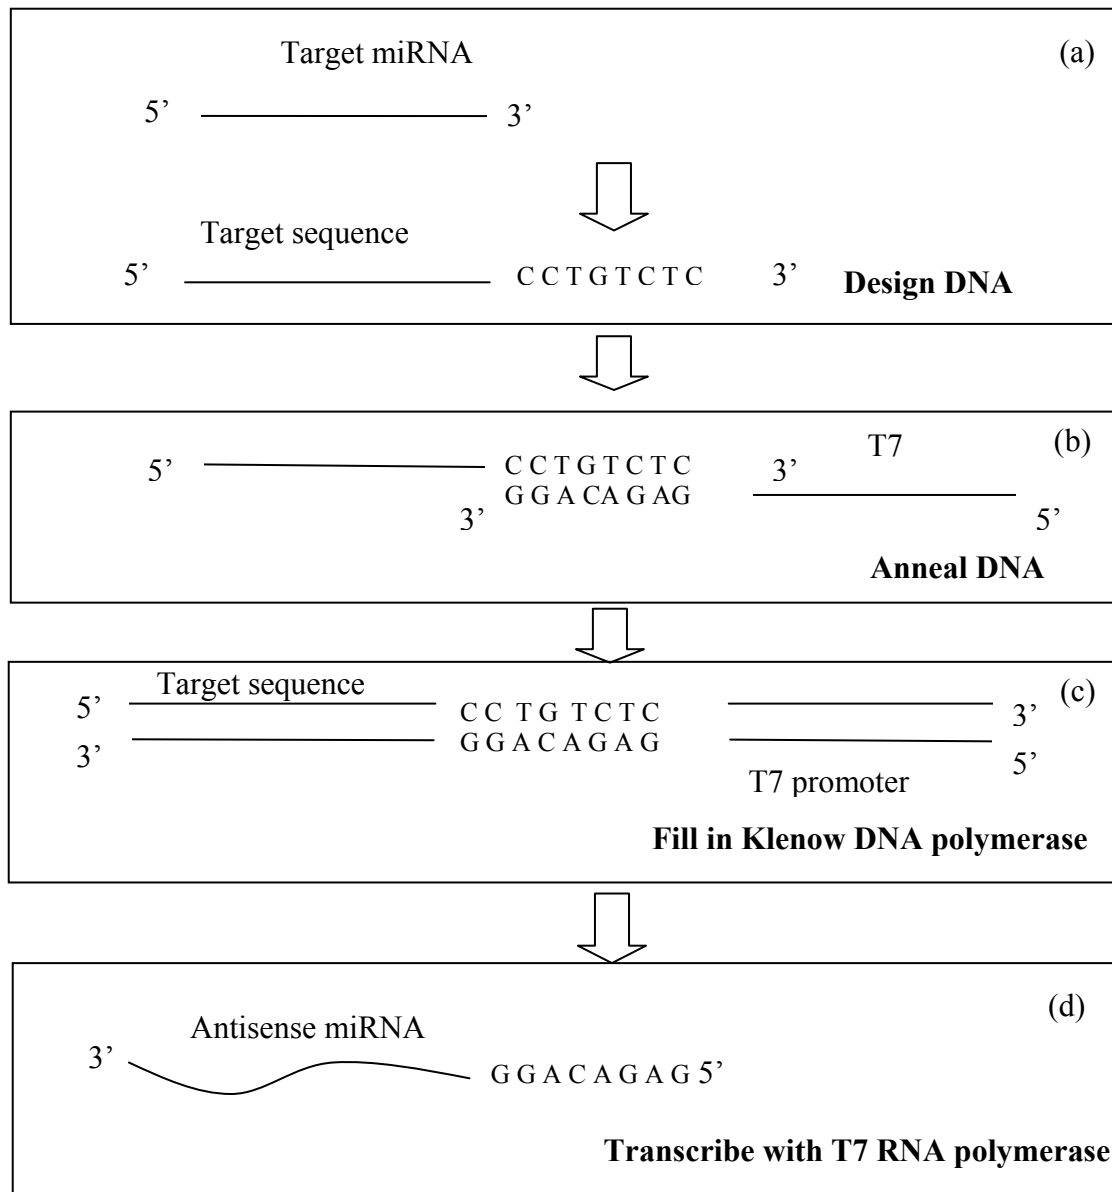 Target miRNA (a)
5’ 3’
Target sequence
5’ C C T G T C T C 3’ Design DNA
(b)
T7
5’ C C T G T C T C 3’
G G A CA G AG
3’ 5’
Anneal DNA
Target sequence (c)
5’ C C T G T C T C 3’
3’ G G A C A G A G 5’
T7 promoter
Fill in Klenow DNA polymerase
(d)
Antisense miRNA
3’ G G A C A G A G 5’
Transcribe with T7 RNA polymerase